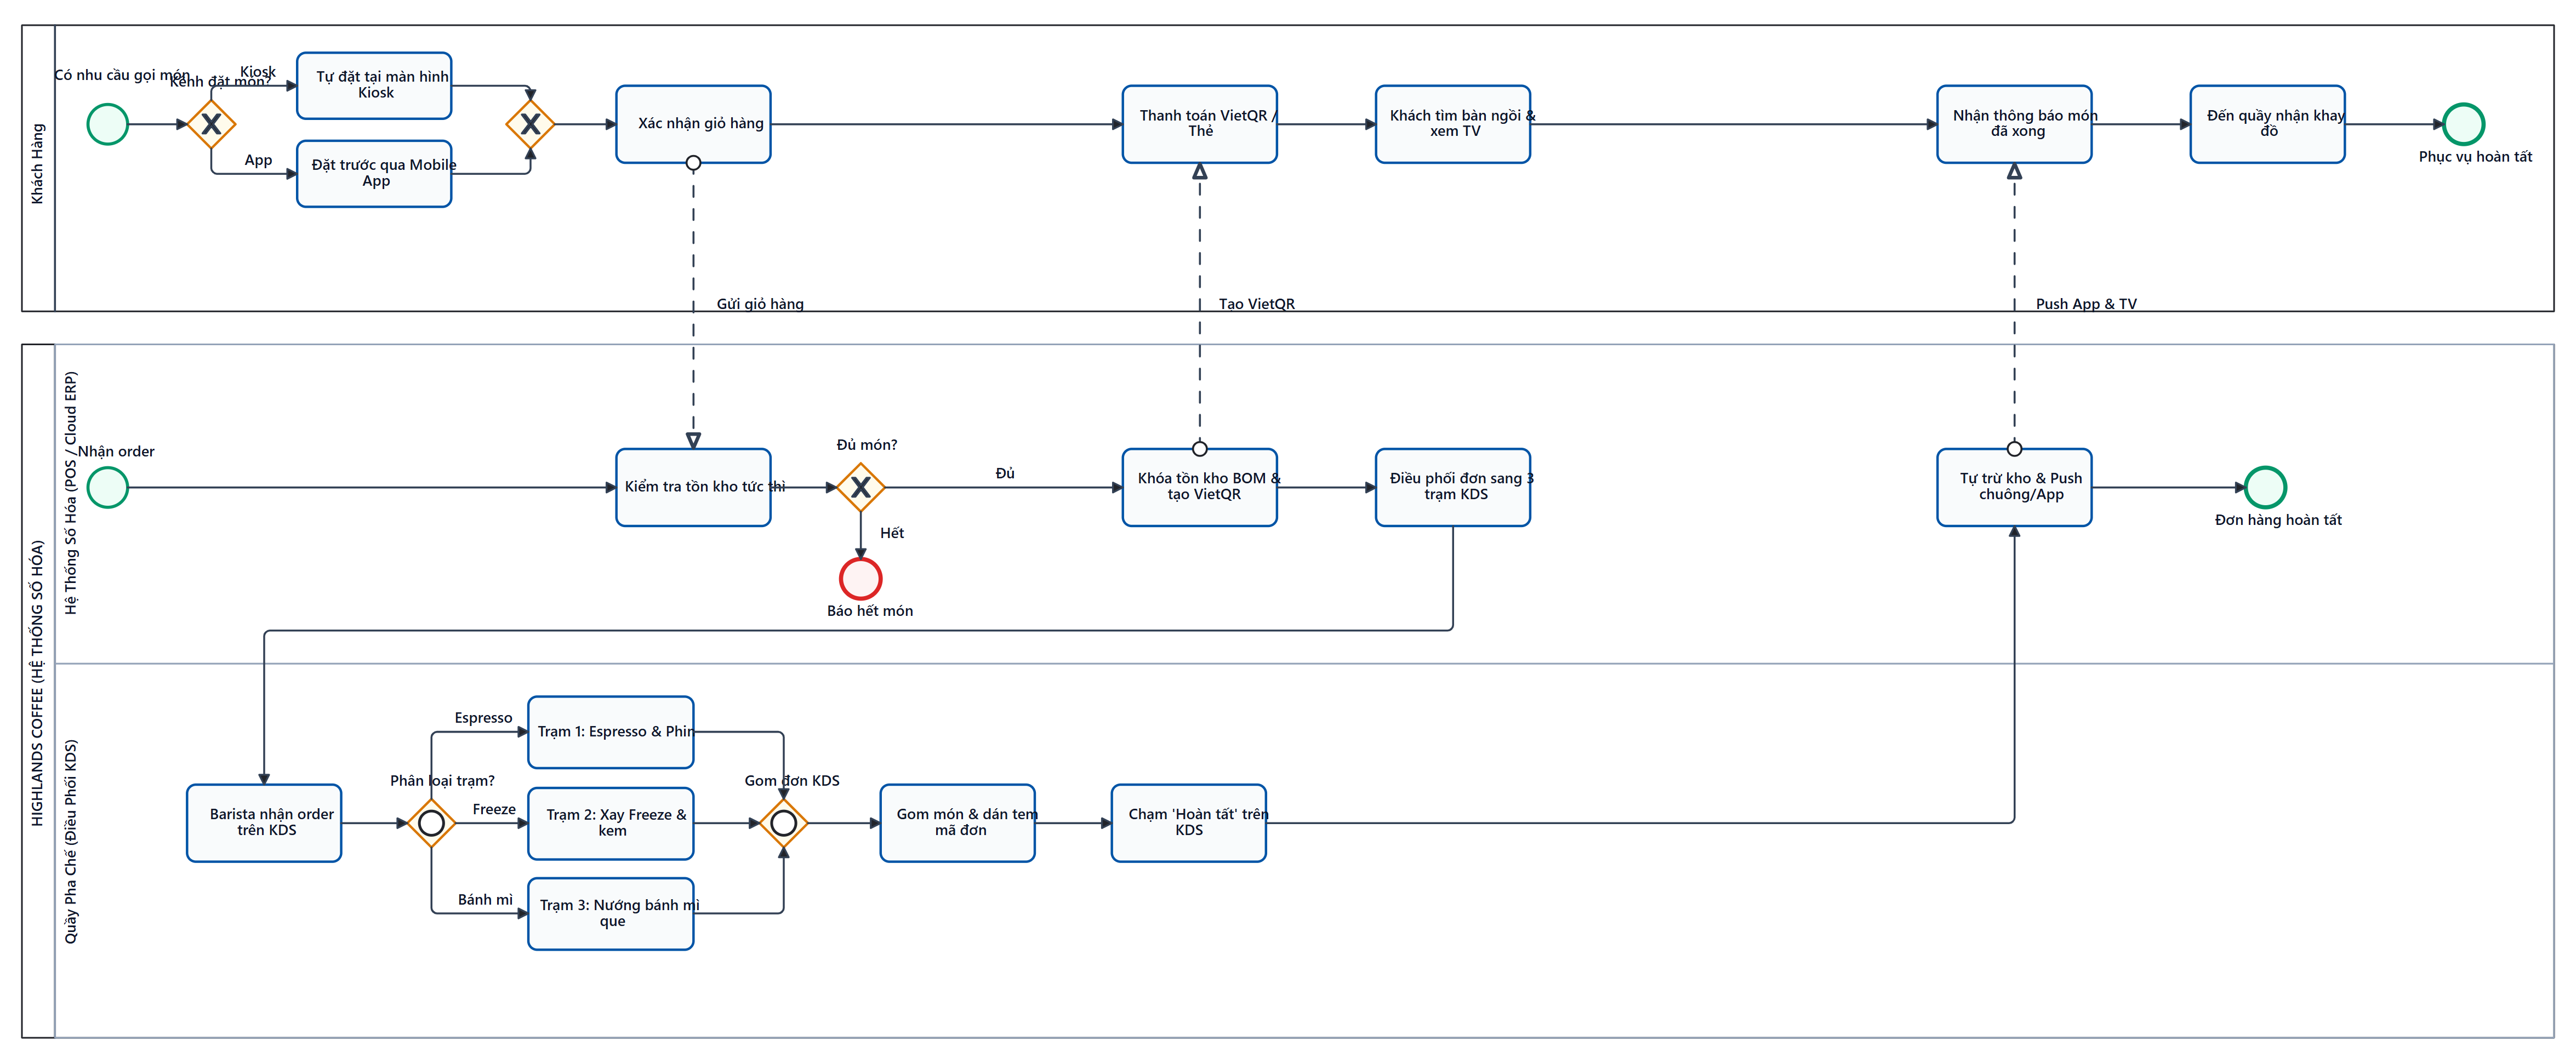 Khách Hàng
Có nhu cầu gọi món
Kênh đặt món?
Kiosk
App
Tự đặt tại màn hình
Kiosk
Đặt trước qua Mobile
App
Xác nhận giỏ hàng
Thanh toán VietQR /
Thẻ
Khách tìm bàn ngồi &
xem TV
Nhận thông báo món
đã xong
Đến quầy nhận khay
đồ
Phục vụ hoàn tất
Gửi giỏ hàng
Tạo VietQR
Push App & TV
HIGHLANDS COFFEE (HỆ THỐNG SỐ HÓA)
Hệ Thống Số Hóa (POS / Cloud ERP)
Nhận order
Kiểm tra tồn kho tức thì
Đủ món?
Đủ
Hết
Báo hết món
Khóa tồn kho BOM &
tạo VietQR
Điều phối đơn sang 3
trạm KDS
Tự trừ kho & Push
chuông/App
Đơn hàng hoàn tất
Quầy Pha Chế (Điều Phối KDS)
Barista nhận order
trên KDS
Phân loại trạm?
Espresso
Freeze
Bánh mì
Trạm 1: Espresso & Phin
Trạm 2: Xay Freeze &
kem
Trạm 3: Nướng bánh mì
que
Gom đơn KDS
Gom món & dán tem
mã đơn
Chạm 'Hoàn tất' trên
KDS